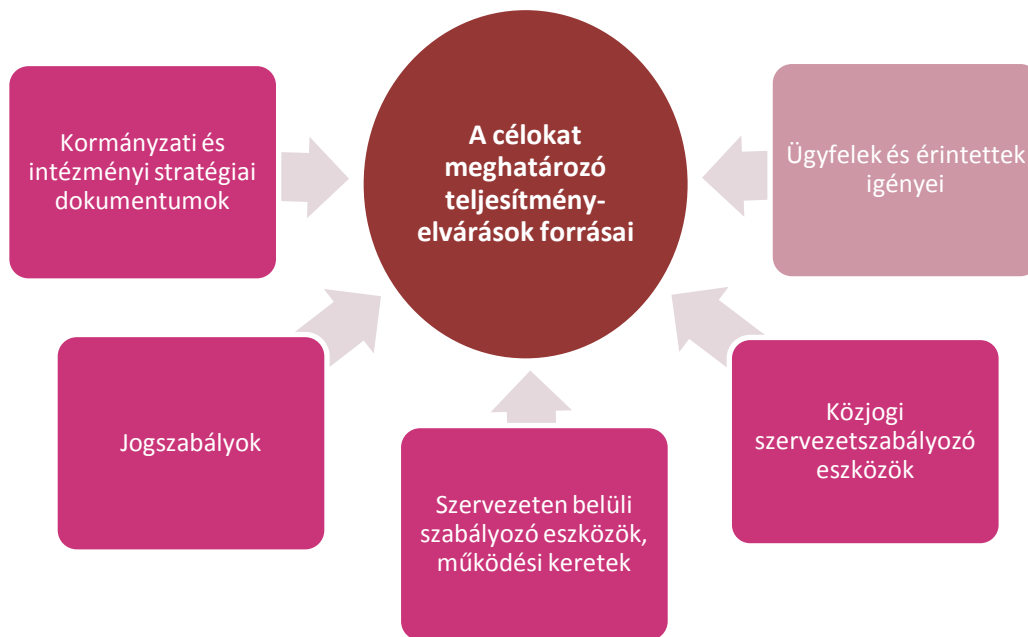 Kormányzati és
intézményi stratégiai
dokumentumok
A célokat
meghatározó
teljesítmény-
elvárások forrásai
Ügyfelek és érintettek
igényei
Jogszabályok
Szervezeten belüli
szabályozó eszközök,
működési keretek
Közjogi
szervezetszabályozó
eszközök